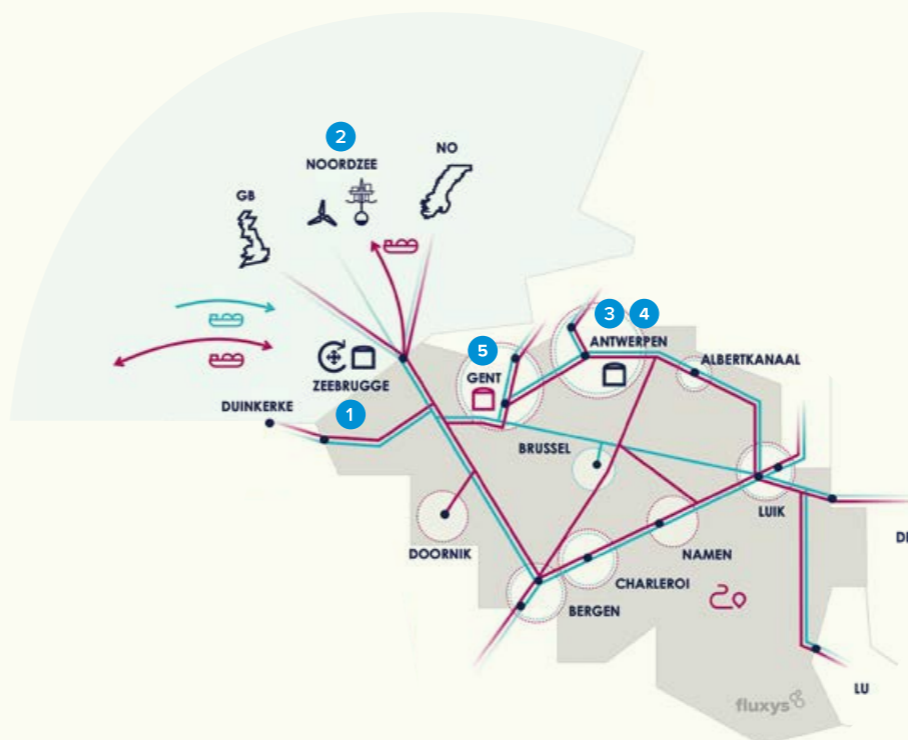 2
NOORDZEE
NO
GB
3 4
ANTWERPEN
5
GENT
ALBERTKANAAL
ZEEBRUGGE
1
DUINKERKE
BRUSSEL
LUIK
DOORNIK
NAMEN
CHARLEROI
BERGEN
LU
fluxys